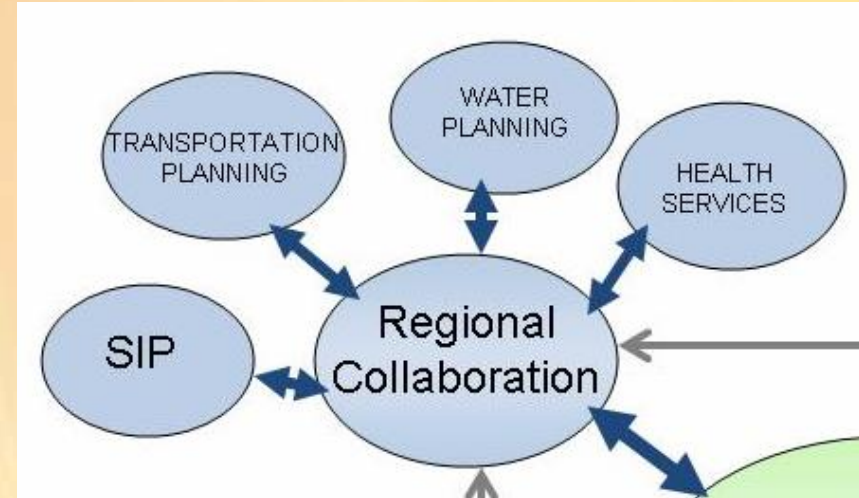 WATER
PLANNING
TRANSPORTATION
PLANNING
HEALTH
SERVICES
Regional
Collaboration
SIP